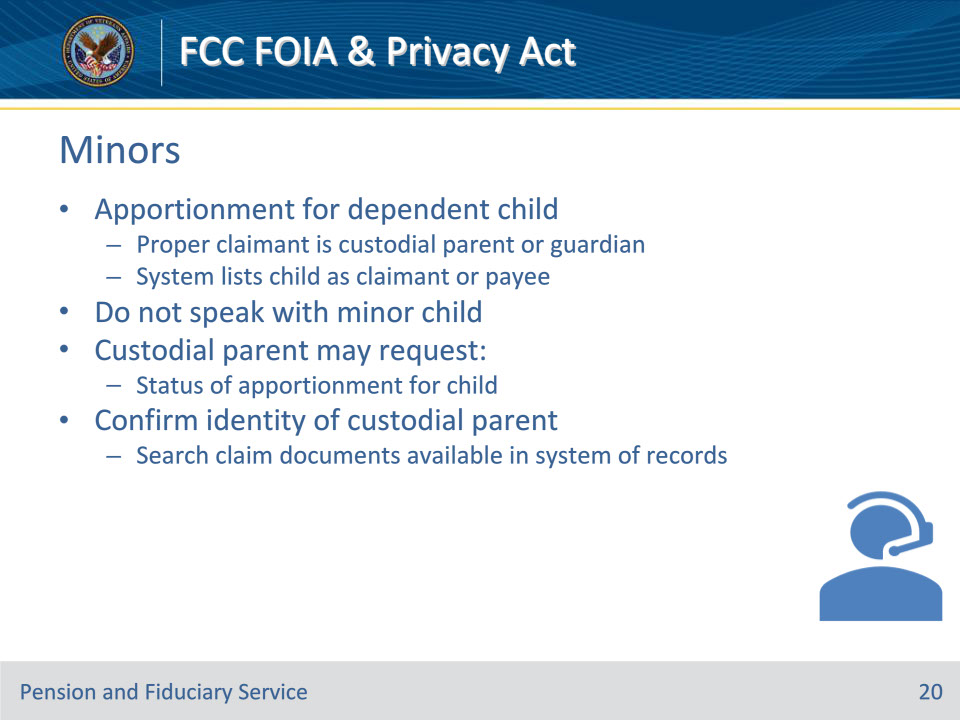 FCC FOIA & Privacy Act
Minors
• Apportionment for dependent child
– Proper claimant is custodial parent or guardian
– System lists child as claimant or payee
• Do not speak with minor child
• Custodial parent may request:
– Status of apportionment for child
• Confirm identity of custodial parent
– Search claim documents available in system of records
Pension and Fiduciary Service
20